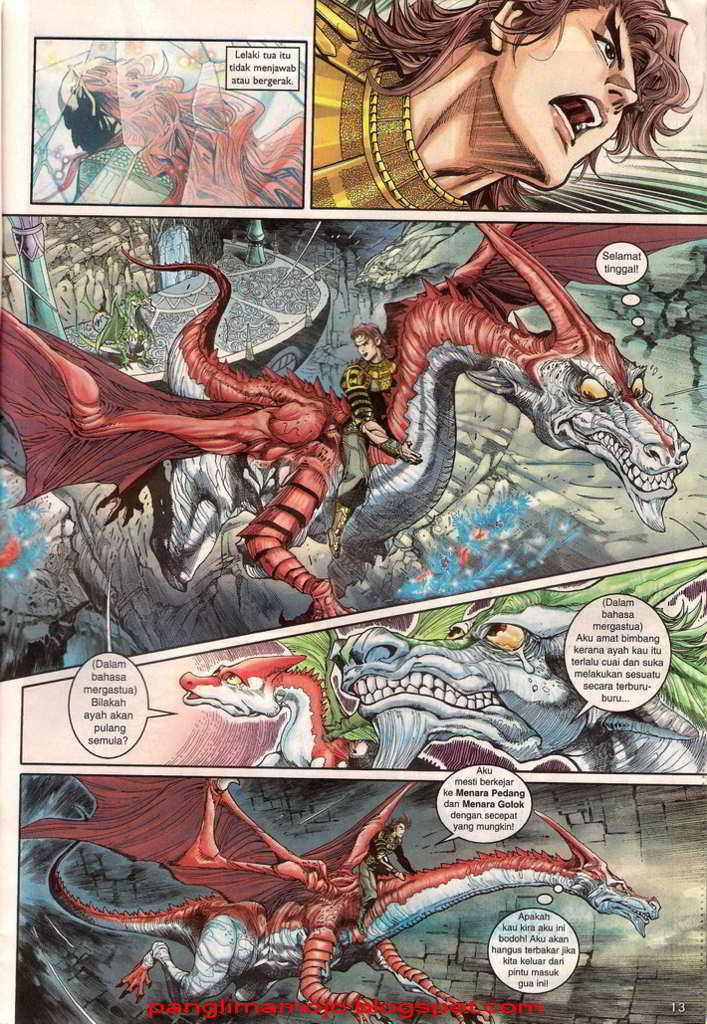 Lelaki tua itu
tidak menjawab
atau bergerak.
Selamat
tinggal!
(Dalam
bahasa
mergastua)
Bilakah
ayah akan
pulang
semula?
(Dalam
bahasa
mergastua)
Aku amat bimbang
kerana ayah kau itu
terlalu cuai dan suka
melakukan sesuatu
secara terburu-
buru...
Aku
mesti berkejar
ke Menara Pedang
dan Menara Golok
dengan secepat
yang mungkin!
Apakah
kau kira aku ini
bodoh! Aku akan
hangus terbakar jika
kita keluar dari
pintu masuk
gua ini!
13
panglimamojo.blogspot.com